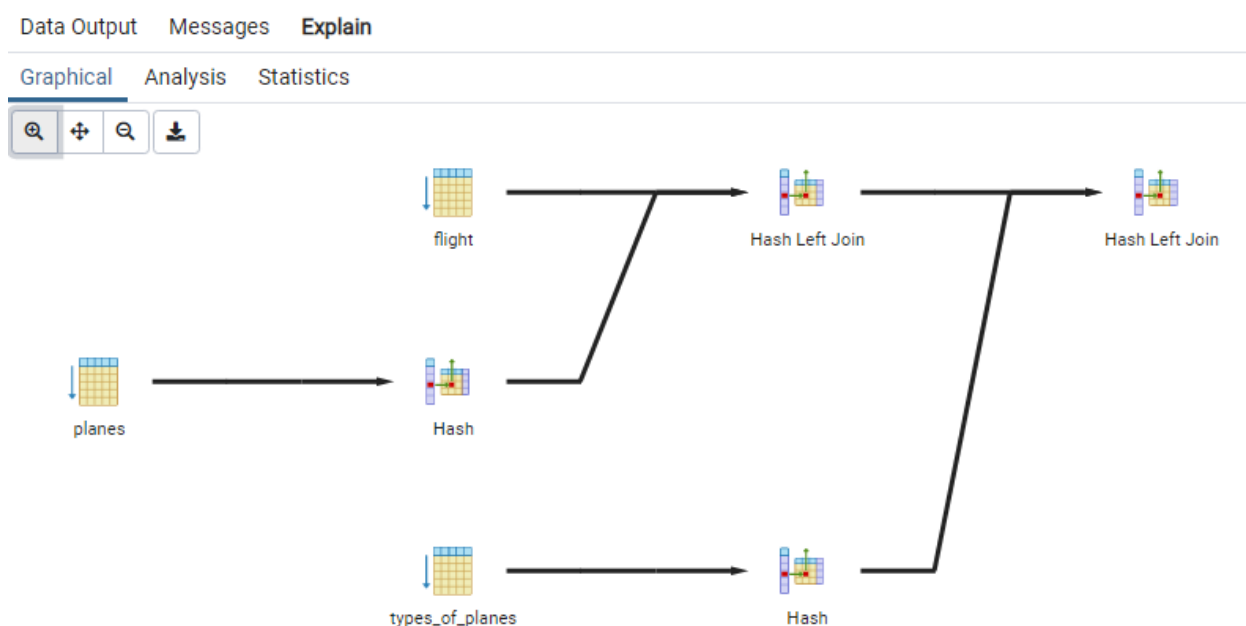 Data Output Messages Explain
Graphical Analysis Statistics
flight
Hash Left Join
Hash Left Join
planes
Hash
types_of_planes
Hash